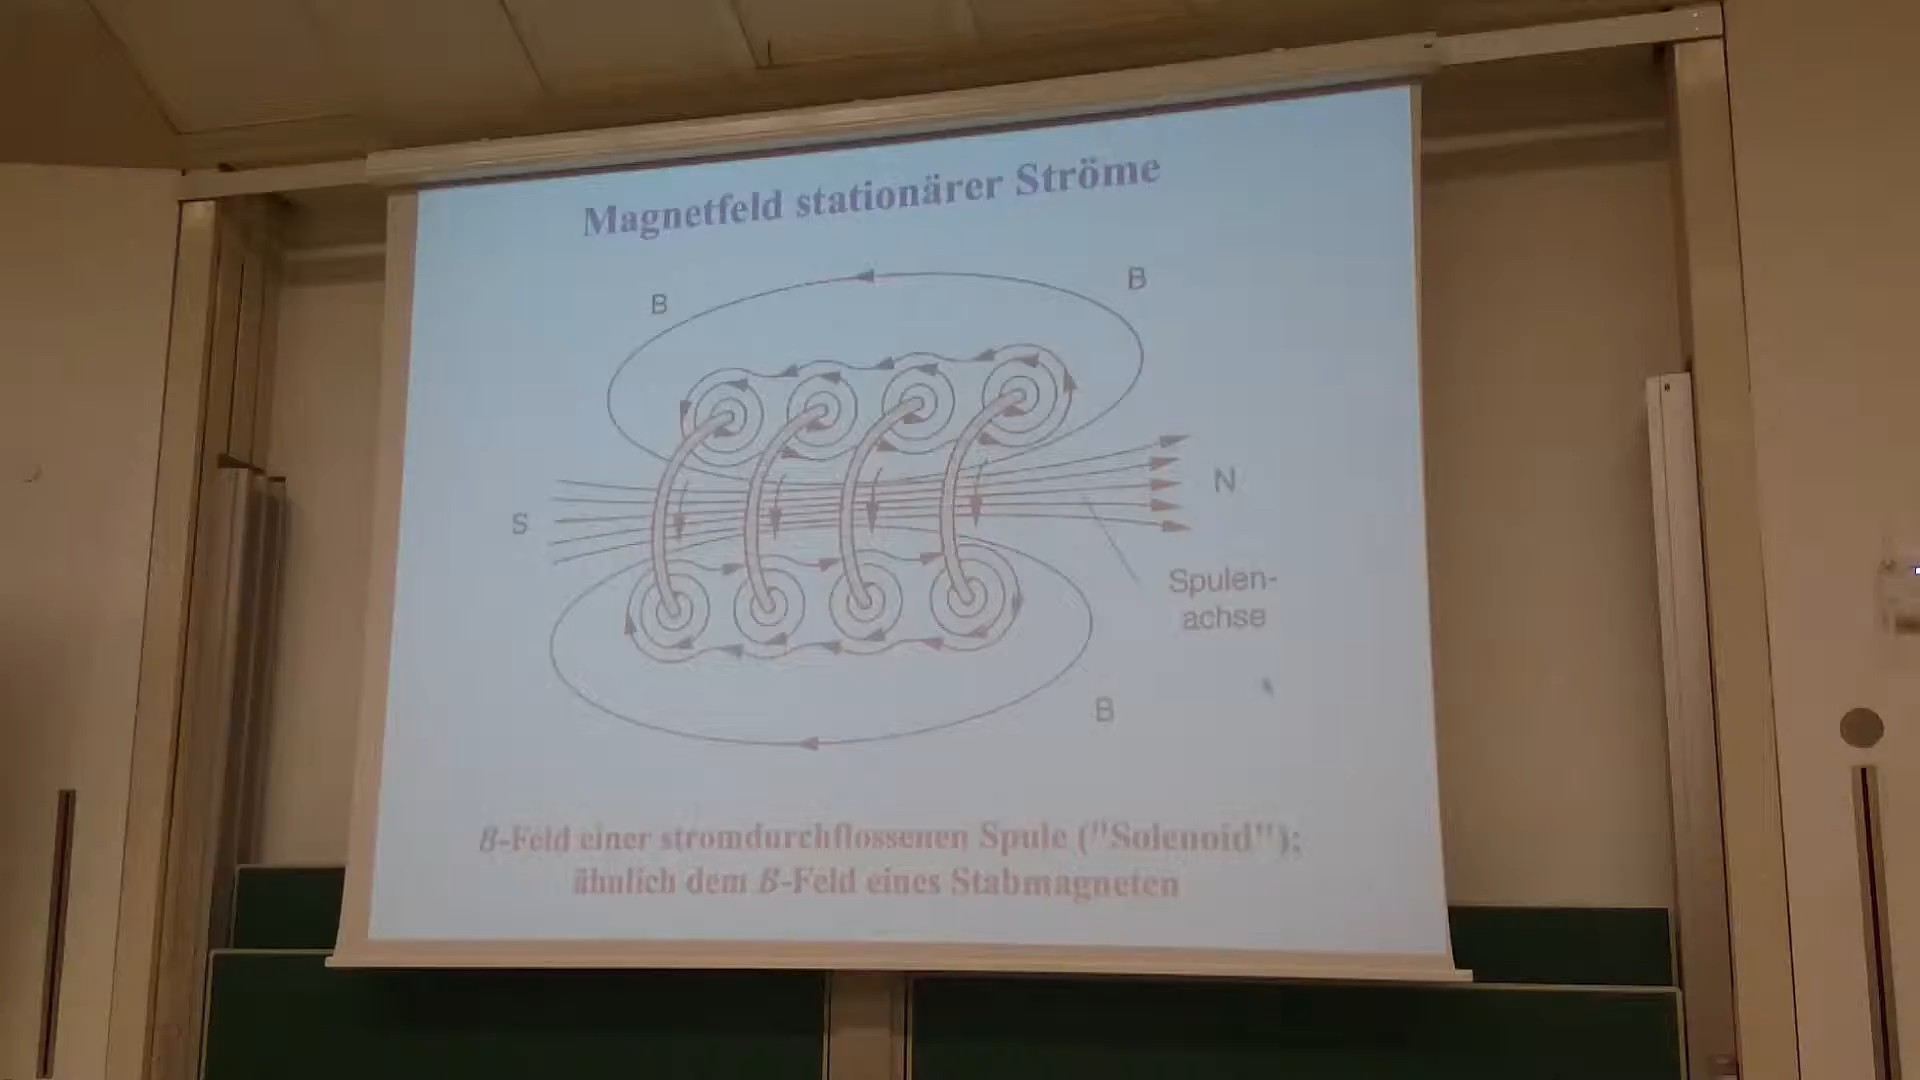 Magnetfeld stationärer Ströme
B
B
S
N
Spulen-
achse
B
B-Feld einer stromdurchflossenen Spule ("Solenoid");
ähnlich dem B-Feld eines Stabmagneten